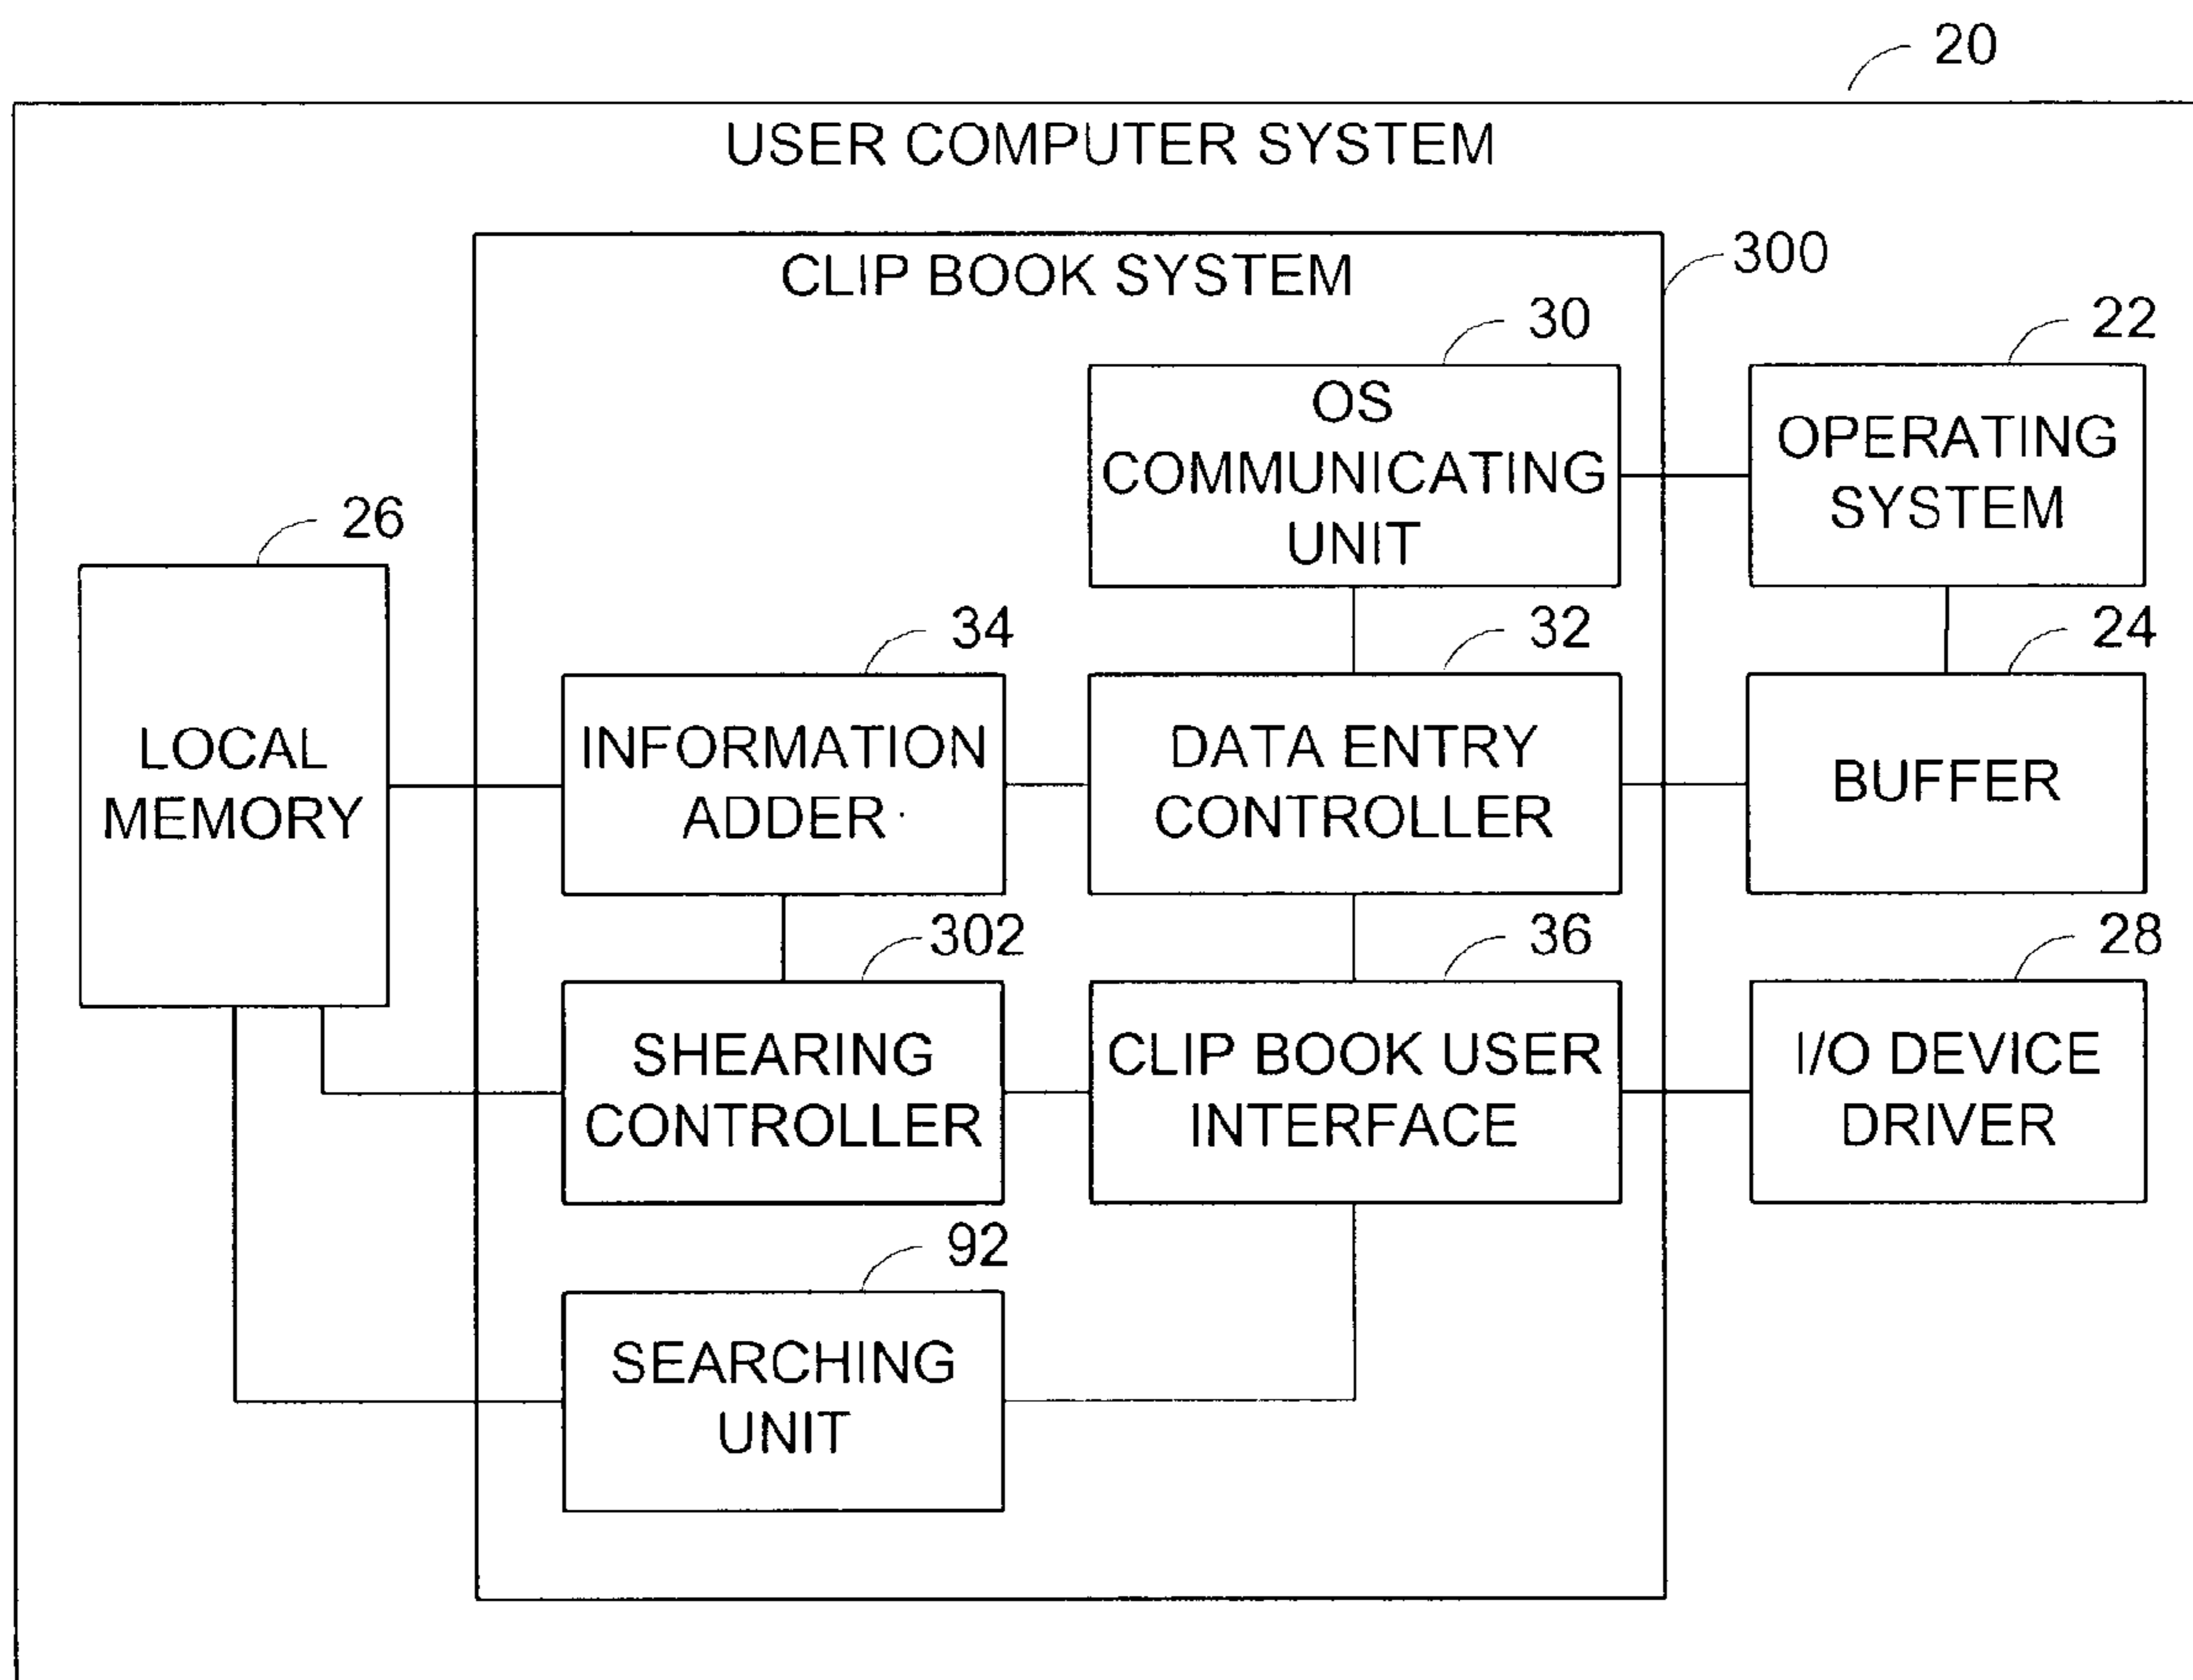 20
USER COMPUTER SYSTEM
300
CLIP BOOK SYSTEM
30
22
OS
COMMUNICATING
UNIT
OPERATING
SYSTEM
26
34
32
24
LOCAL
MEMORY
INFORMATION
ADDER
DATA ENTRY
CONTROLLER
BUFFER
302
36
28
SHEARING
CONTROLLER
CLIP BOOK USER
INTERFACE
I/O DEVICE
DRIVER
92
SEARCHING
UNIT